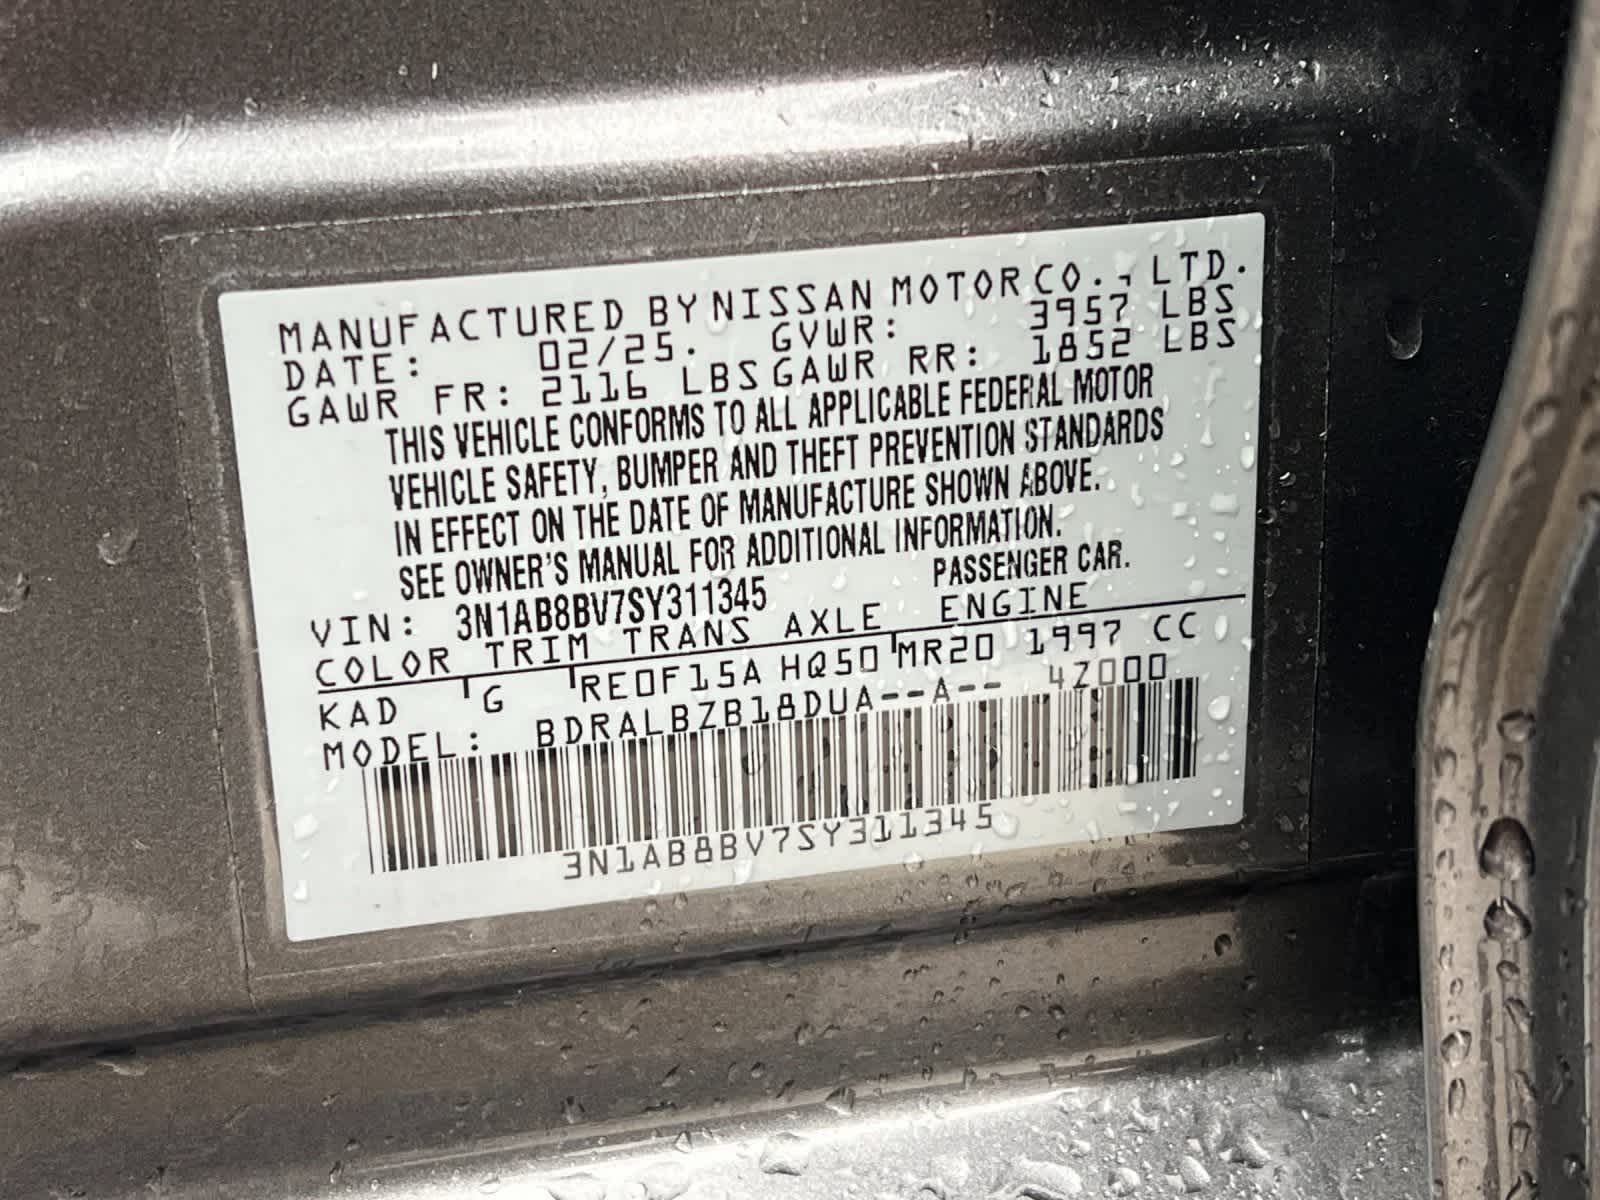 MANUFACTURED BY NISSAN MOTOR CO., LTD.
DATE: 02/25. GVWR: 3957 LBS
GAWR FR: 2116 LBS GAWR RR: 1852 LBS
THIS VEHICLE CONFORMS TO ALL APPLICABLE FEDERAL MOTOR
VEHICLE SAFETY, BUMPER AND THEFT PREVENTION STANDARDS
IN EFFECT ON THE DATE OF MANUFACTURE SHOWN ABOVE.
SEE OWNER'S MANUAL FOR ADDITIONAL INFORMATION.
VIN: 3N1AB8BV7SY311345 PASSENGER CAR.
COLOR TRIM TRANS AXLE ENGINE
KAD G RE0F15A HQ50 MR20 1997 CC
MODEL: BDRALBZB18DUA--A-- 4Z000
3N1AB8BV7SY311345